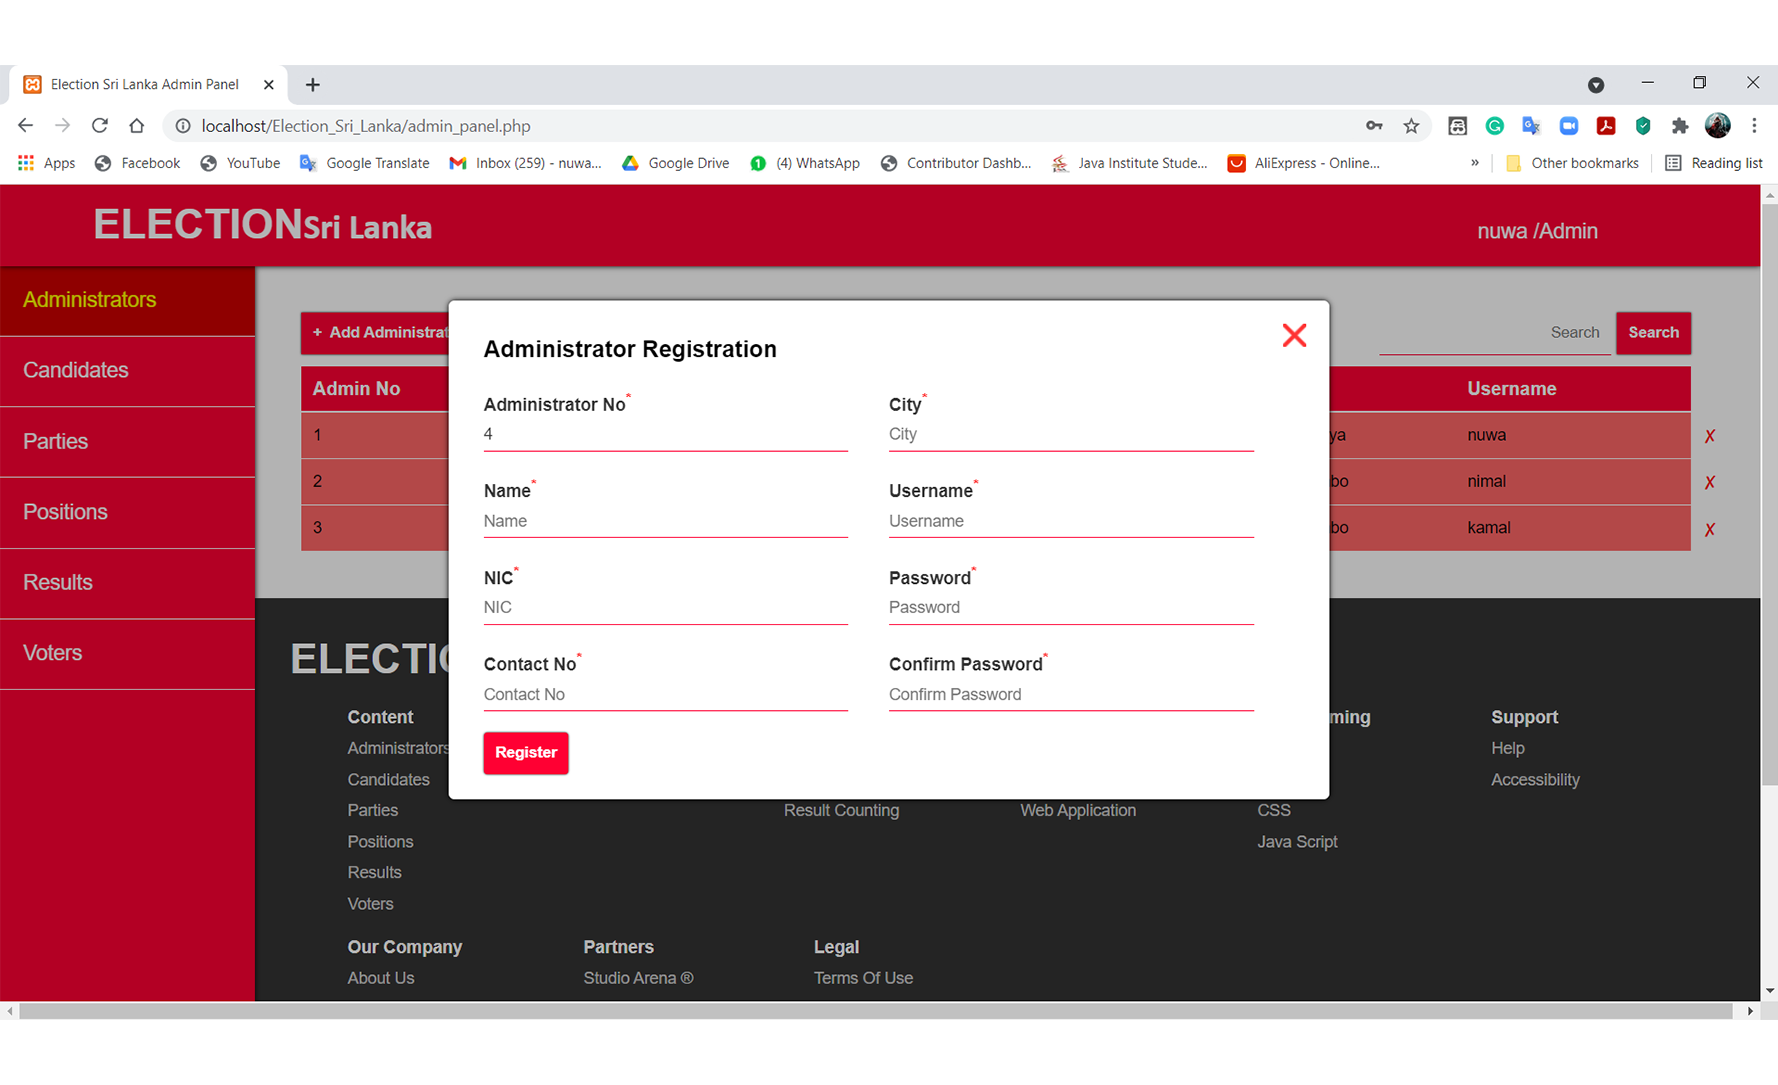 Election Sri Lanka Admin Panel
localhost/Election_Sri_Lanka/admin_panel.php
Apps Facebook YouTube Google Translate Inbox (259) - nuwa... Google Drive (4) WhatsApp Contributor Dashb... Java Institute Stude... AliExpress - Online... » Other bookmarks Reading list
ELECTIONSri Lanka
nuwa /Admin
Administrators
Candidates
Parties
Positions
Results
Voters
+ Add Administrat
Search Search
Admin No Username
1 ya nuwa X
2 bo nimal X
3 bo kamal X
Administrator Registration
Administrator No*
4
City*
City
Name*
Name
Username*
Username
NIC*
NIC
Password*
Password
Contact No*
Contact No
Confirm Password*
Confirm Password
Register
ELECTIO
Content
Administrators
Candidates
Parties
Positions
Results
Voters
Result Counting
Web Application
ming
CSS
Java Script
Support
Help
Accessibility
Our Company
About Us
Partners
Studio Arena ®
Legal
Terms Of Use